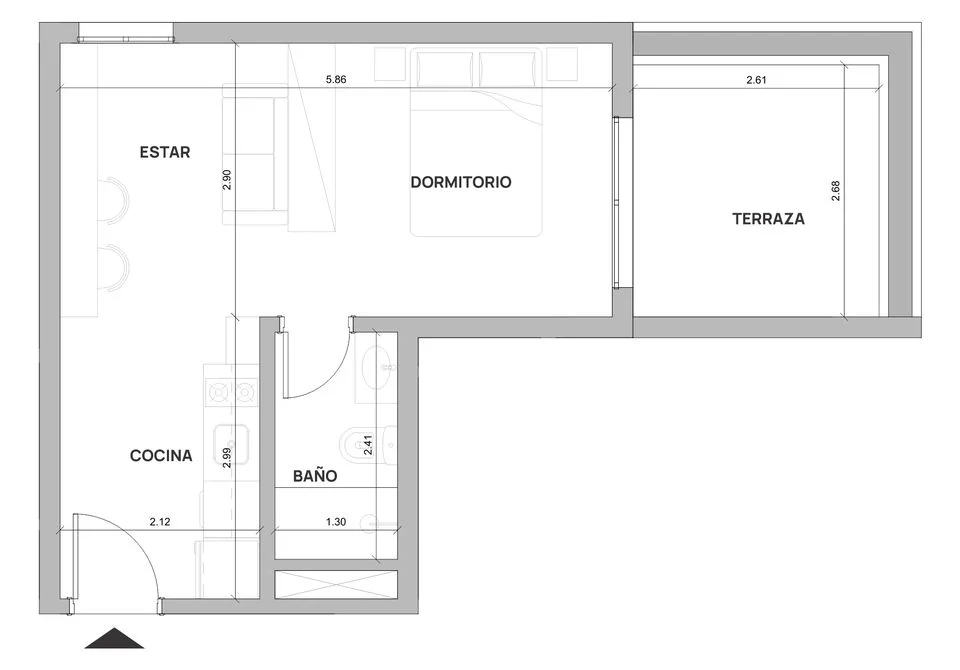 5.86
2.61
ESTAR
2.90
DORMITORIO
2.68
TERRAZA
COCINA
2.99
2.41
BAÑO
2.12
1.30